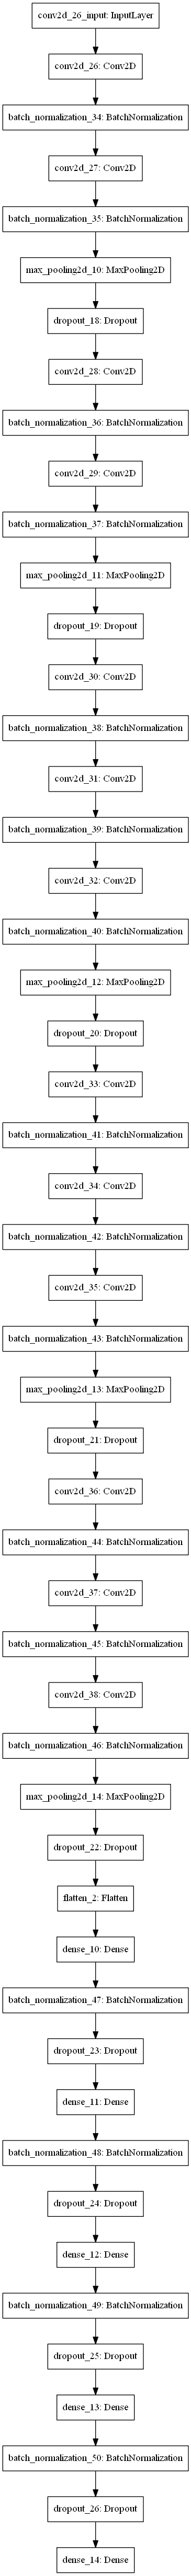 conv2d_26_input: InputLayer
conv2d_26: Conv2D
batch_normalization_34: BatchNormalization
conv2d_27: Conv2D
batch_normalization_35: BatchNormalization
max_pooling2d_10: MaxPooling2D
dropout_18: Dropout
conv2d_28: Conv2D
batch_normalization_36: BatchNormalization
conv2d_29: Conv2D
batch_normalization_37: BatchNormalization
max_pooling2d_11: MaxPooling2D
dropout_19: Dropout
conv2d_30: Conv2D
batch_normalization_38: BatchNormalization
conv2d_31: Conv2D
batch_normalization_39: BatchNormalization
conv2d_32: Conv2D
batch_normalization_40: BatchNormalization
max_pooling2d_12: MaxPooling2D
dropout_20: Dropout
conv2d_33: Conv2D
batch_normalization_41: BatchNormalization
conv2d_34: Conv2D
batch_normalization_42: BatchNormalization
conv2d_35: Conv2D
batch_normalization_43: BatchNormalization
max_pooling2d_13: MaxPooling2D
dropout_21: Dropout
conv2d_36: Conv2D
batch_normalization_44: BatchNormalization
conv2d_37: Conv2D
batch_normalization_45: BatchNormalization
conv2d_38: Conv2D
batch_normalization_46: BatchNormalization
max_pooling2d_14: MaxPooling2D
dropout_22: Dropout
flatten_2: Flatten
dense_10: Dense
batch_normalization_47: BatchNormalization
dropout_23: Dropout
dense_11: Dense
batch_normalization_48: BatchNormalization
dropout_24: Dropout
dense_12: Dense
batch_normalization_49: BatchNormalization
dropout_25: Dropout
dense_13: Dense
batch_normalization_50: BatchNormalization
dropout_26: Dropout
dense_14: Dense